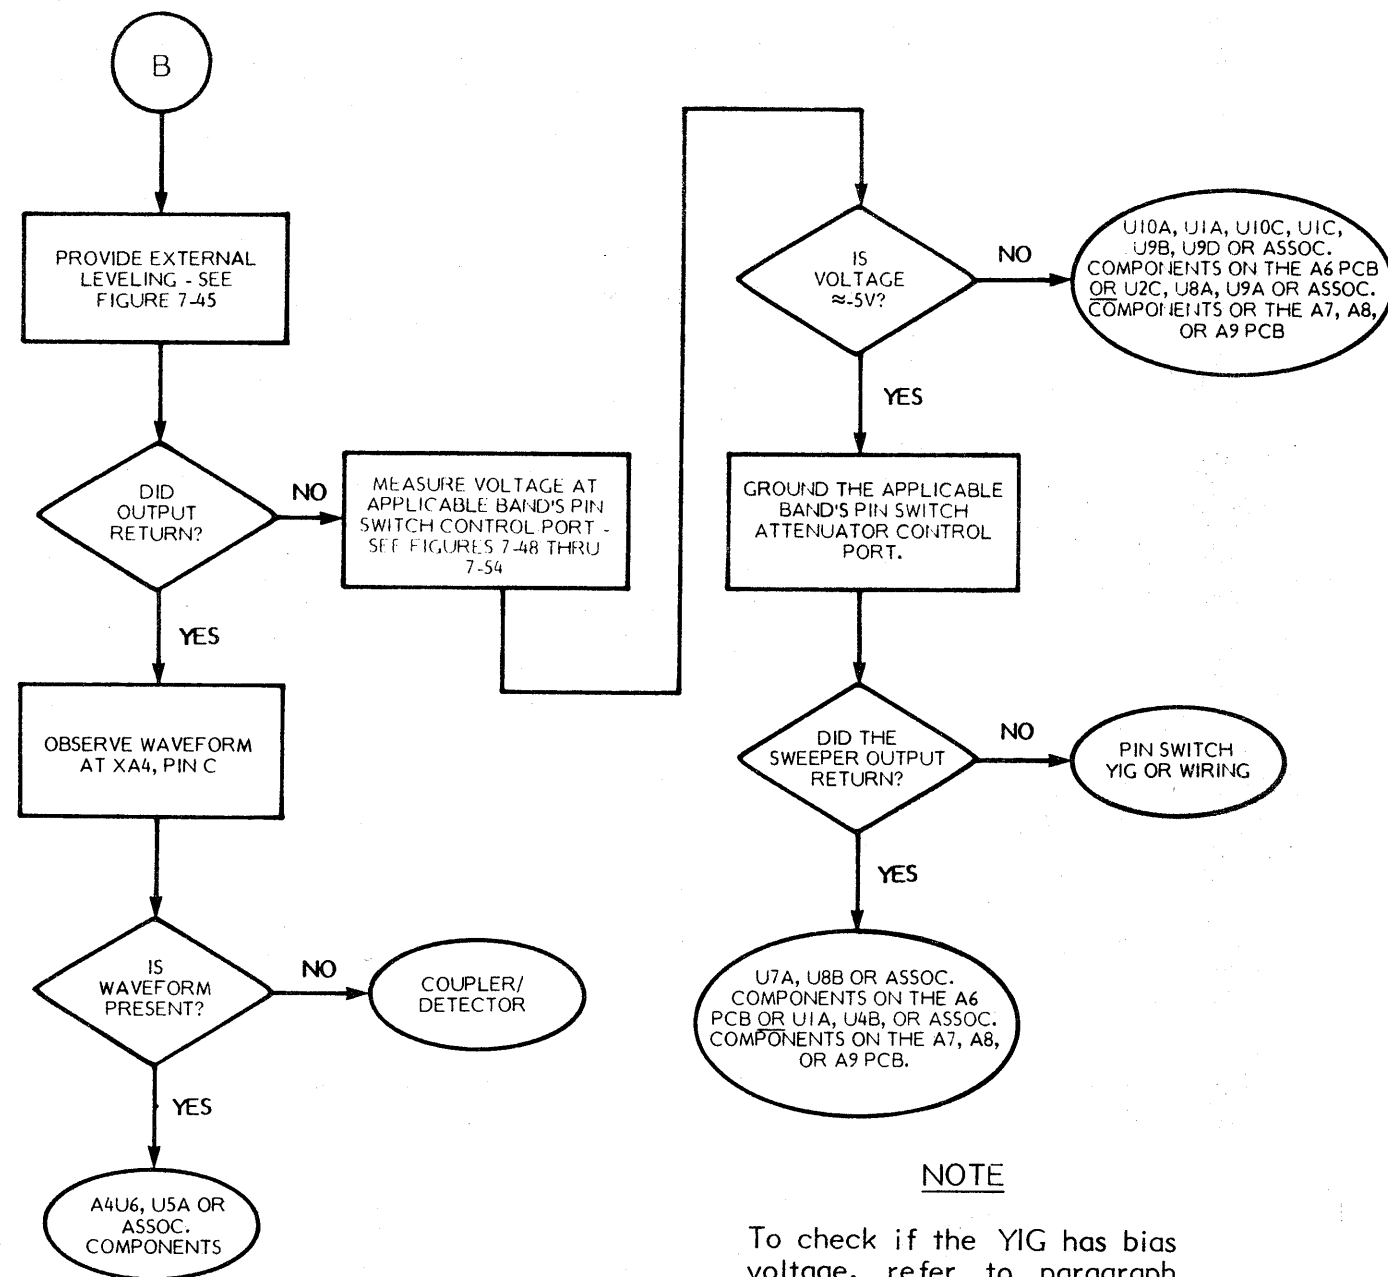 B
PROVIDE EXTERNAL
LEVELING - SEE
FIGURE 7-45
DID
OUTPUT
RETURN?
NO
MEASURE VOLTAGE AT
APPLICABLE BAND'S PIN
SWITCH CONTROL PORT -
SEE FIGURES 7-48 THRU
7-54
YES
OBSERVE WAVEFORM
AT XA4, PIN C
IS
WAVEFORM
PRESENT?
NO
COUPLER/
DETECTOR
YES
A4U6, U5A OR
ASSOC.
COMPONENTS
IS
VOLTAGE
≈-5V?
NO
U10A, U1A, U10C, U1C,
U9B, U9D OR ASSOC.
COMPONENTS ON THE A6 PCB
OR U2C, U8A, U9A OR ASSOC.
COMPONENTS OR THE A7, A8,
OR A9 PCB
YES
GROUND THE APPLICABLE
BAND'S PIN SWITCH
ATTENUATOR CONTROL
PORT.
DID THE
SWEEPER OUTPUT
RETURN?
NO
PIN SWITCH
YIG OR WIRING
YES
U7A, U8B OR ASSOC.
COMPONENTS ON THE A6
PCB OR U1A, U4B, OR ASSOC.
COMPONENTS ON THE A7, A8,
OR A9 PCB.
NOTE
To check if the YIG has bias
voltage, refer to paragraph